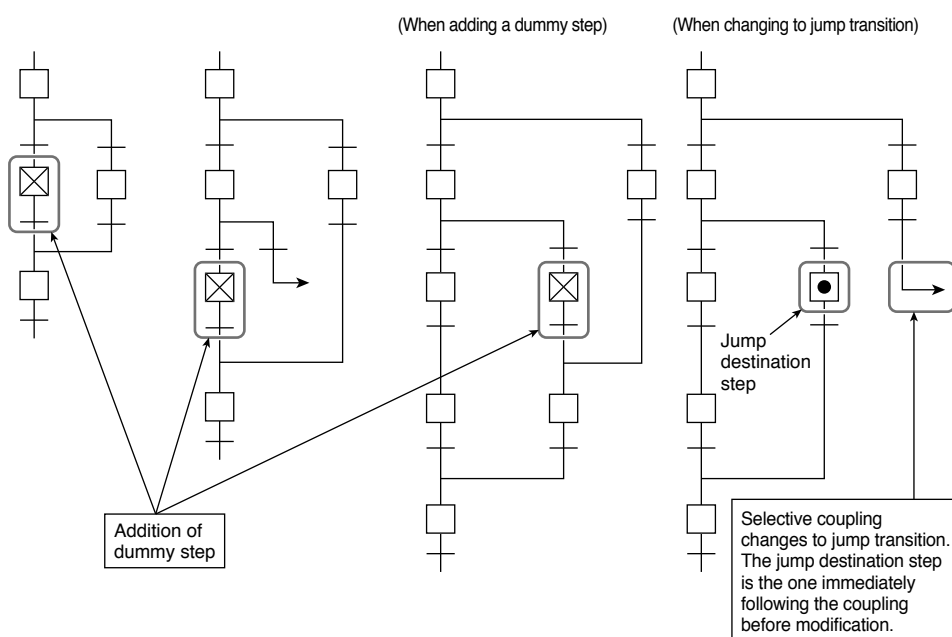 (When adding a dummy step)
(When changing to jump transition)
Jump
destination
step
Addition of
dummy step
Selective coupling
changes to jump transition.
The jump destination step
is the one immediately
following the coupling
before modification.